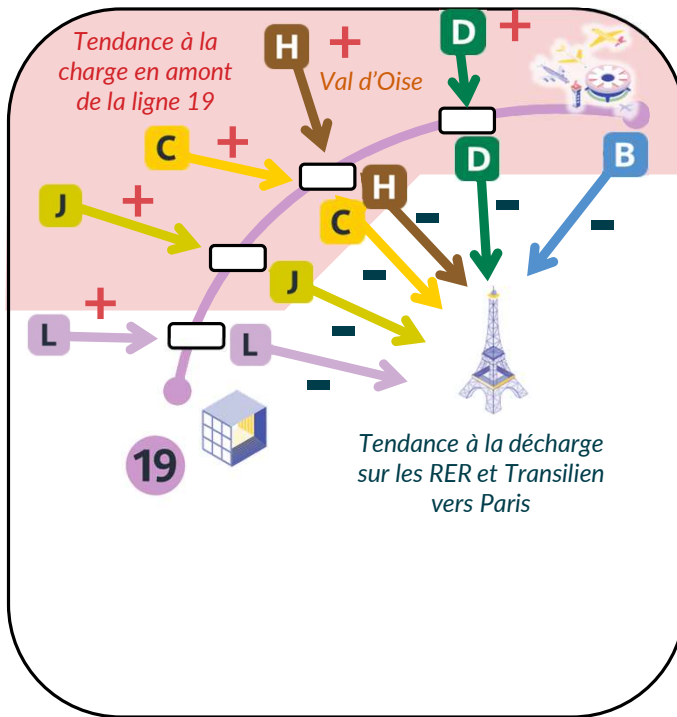 Tendance à la
charge en amont
de la ligne 19
H +
D +
Val d'Oise
C +
J +
L +
D
B
H
C
J
L
-
-
-
-
-
-
19
Tendance à la décharge
sur les RER et Transilien
vers Paris